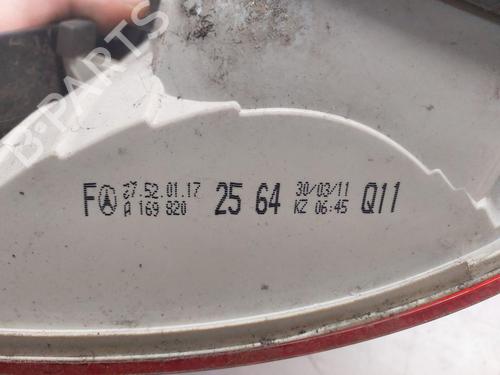 B-PARTS
F 27.52.01.17 25 64 30/03/11 Q11
A 169 820 KZ 06:45